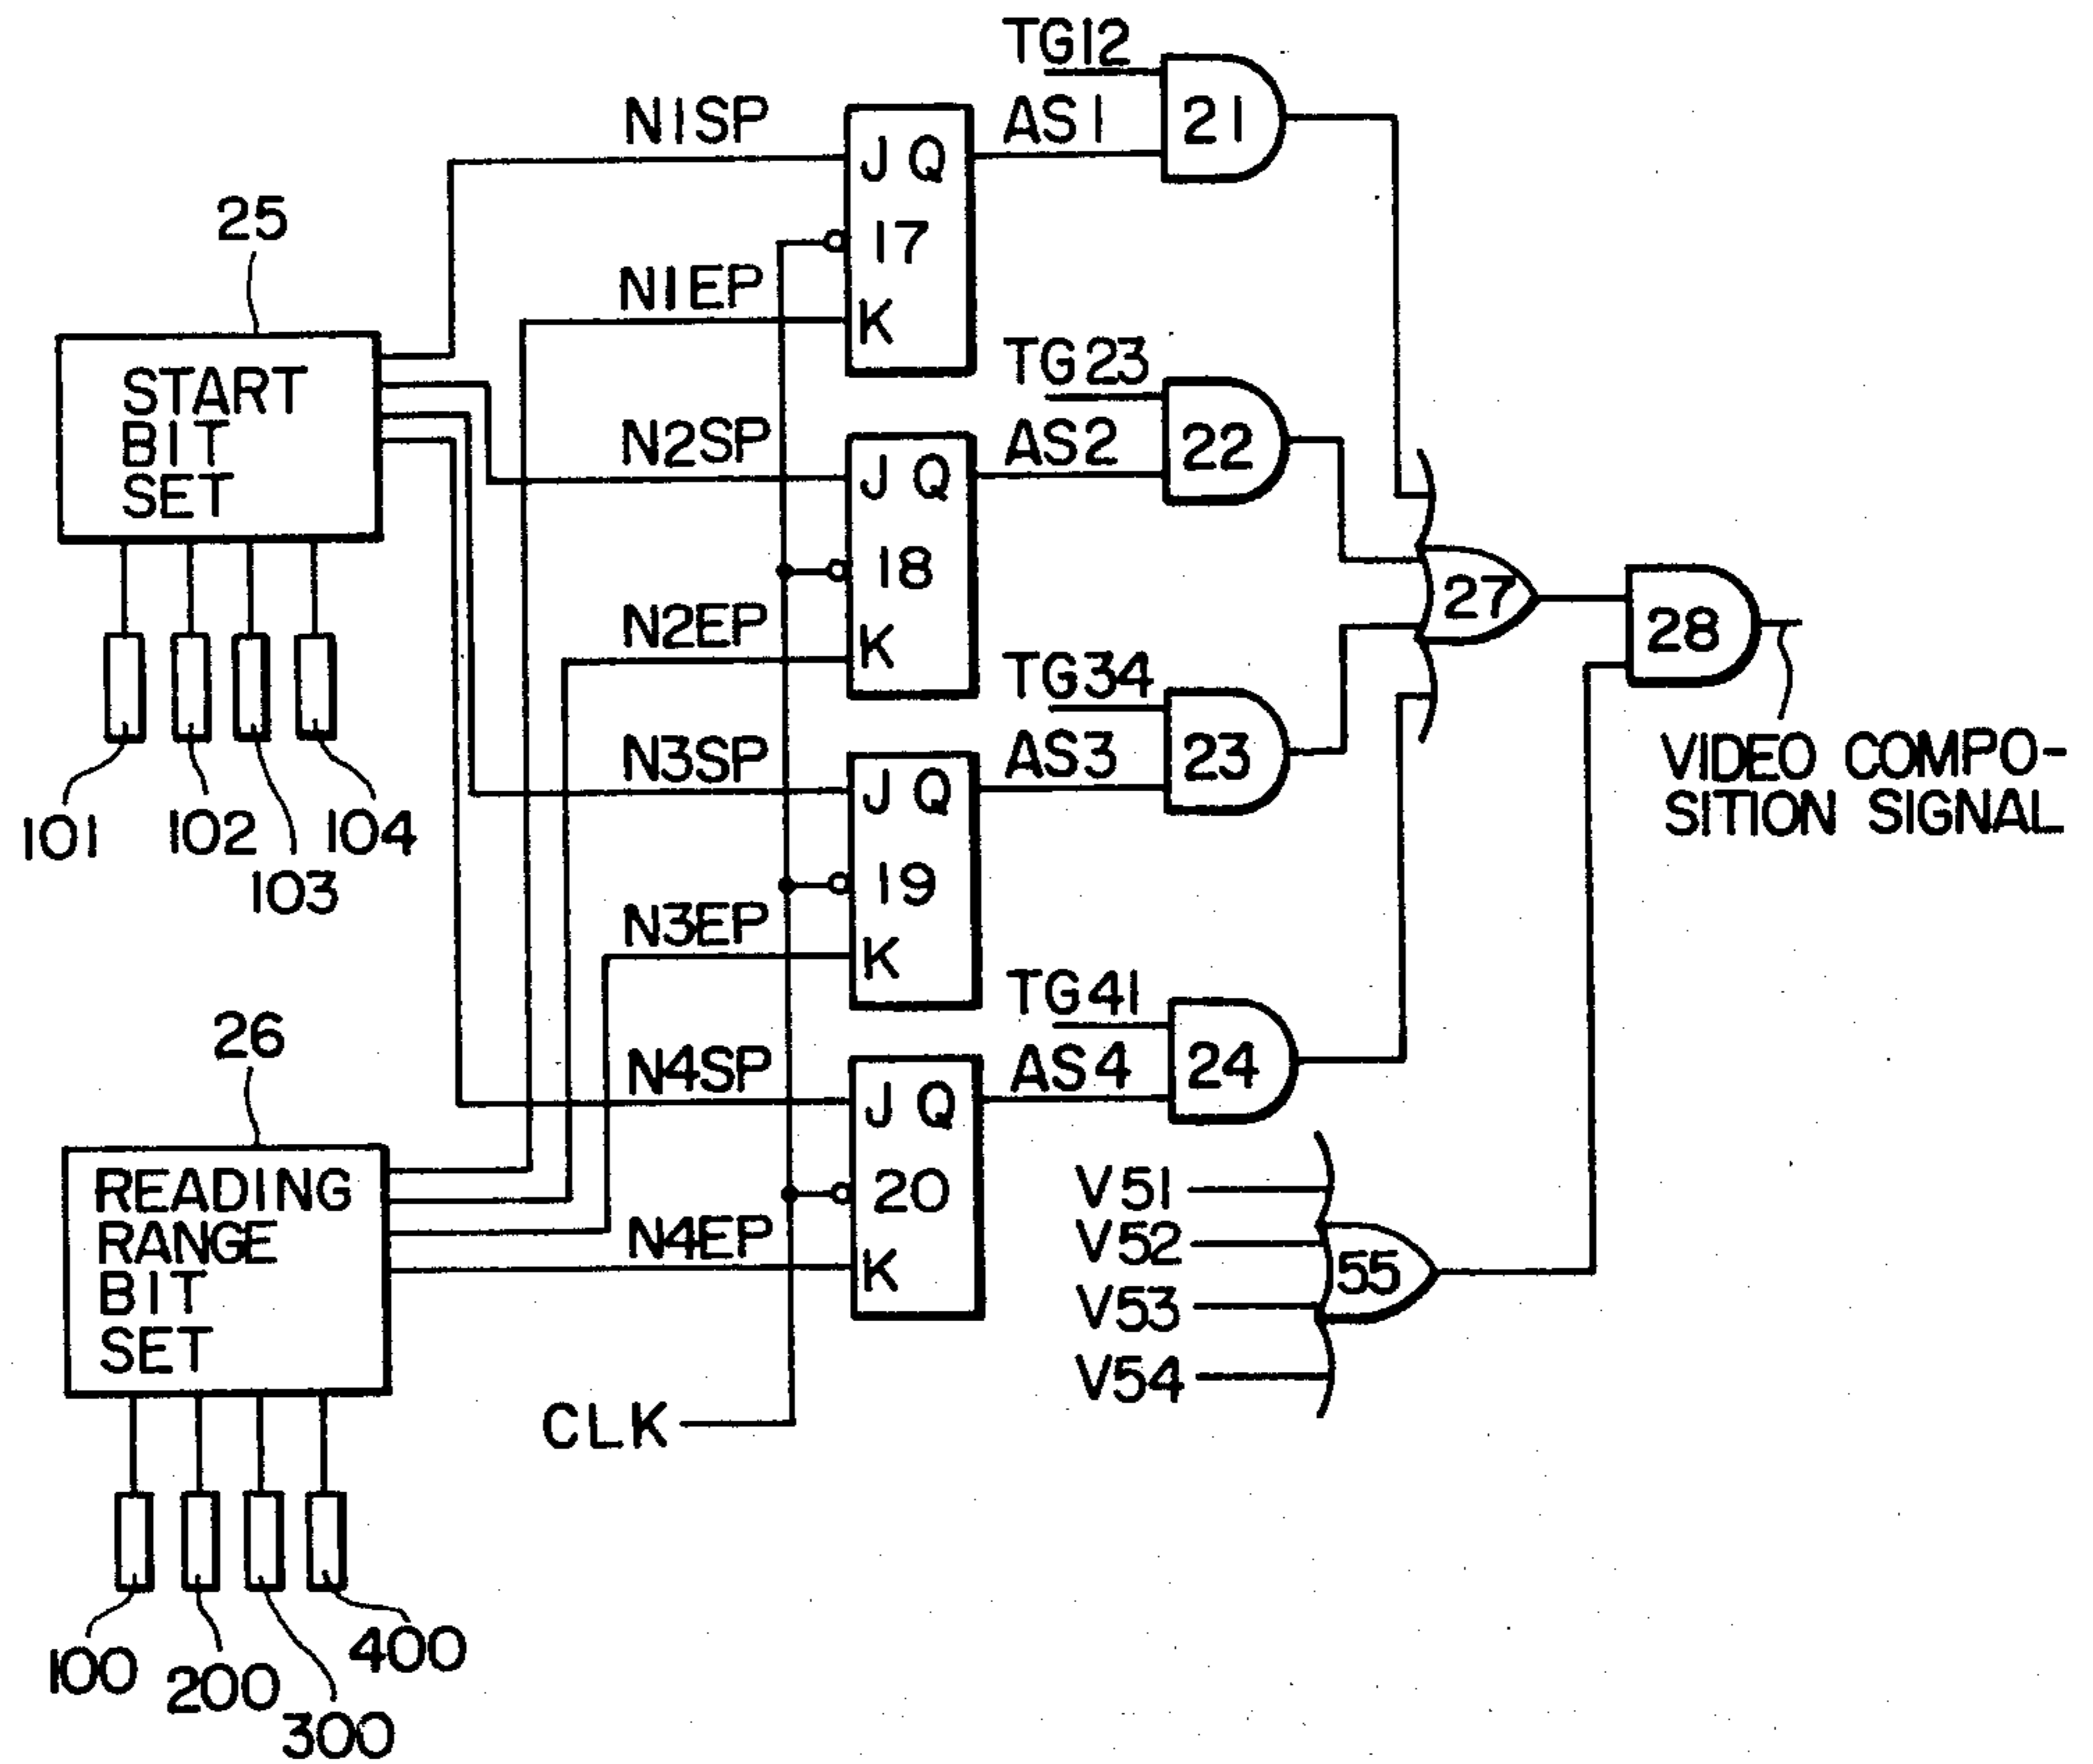 TG12
N1SP
AS1
21
J Q
25
17
N1EP
K
TG23
START
BIT
SET
N2SP
AS2
22
J Q
18
27
28
N2EP
K
TG34
N3SP
AS3
23
VIDEO COMPO-
SITION SIGNAL
J Q
101
102
103
104
19
N3EP
K
TG41
26
N4SP
AS4
24
J Q
READING
RANGE
BIT
SET
20
N4EP
K
V51
V52
V53
V54
55
CLK
100
200
300
400